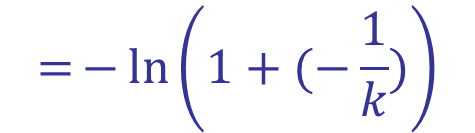 = − ln(1 + (−1/k))